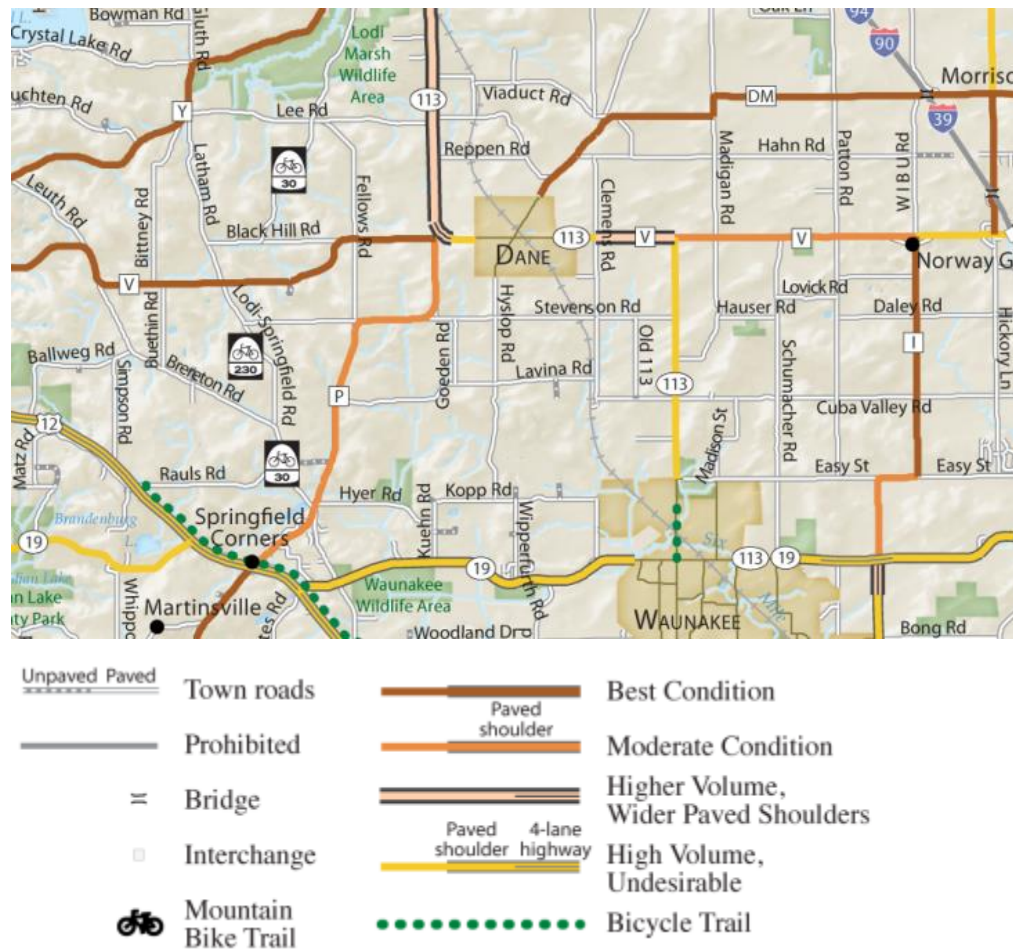 Bowman Rd
Crystal Lake Rd
Lodi
Marsh
Wildlife
Area
94
90
Morris
Viaduct Rd
113
DM
Y
Lee Rd
39
30
Reppen Rd
Hahn Rd
Madigan Rd
Patton Rd
Leuth Rd
Latham Rd
Bittney Rd
Fellows Rd
Clemens Rd
Black Hill Rd
113
V
V
DANE
Norway G
V
Lovick Rd
Stevenson Rd
Hauser Rd
Daley Rd
Buethin Rd
Lodi-Springfield Rd
Hyslop Rd
Old 113
Hickory Ln
Ballweg Rd
230
Goeden Rd
I
Simpson Rd
Brereton Rd
P
Lavina Rd
113
Schumacher Rd
Cuba Valley Rd
12
Matz Rd
30
Madison St
Rauls Rd
Easy St
Easy St
Hyer Rd
Kopp Rd
Kuehn Rd
Wipperfurth Rd
Springfield
Corners
Brandenburg
L.
19
19
Six
Mile
113
19
Waunakee
Wildlife Area
Martinsville
WAUNAKEE
Woodland Dr
Bong Rd
Unpaved Paved
Town roads
Best Condition
Paved
shoulder
Prohibited
Moderate Condition
Bridge
Higher Volume,
Wider Paved Shoulders
Interchange
Paved
shoulder
4-lane
highway
High Volume,
Undesirable
Mountain
Bike Trail
Bicycle Trail